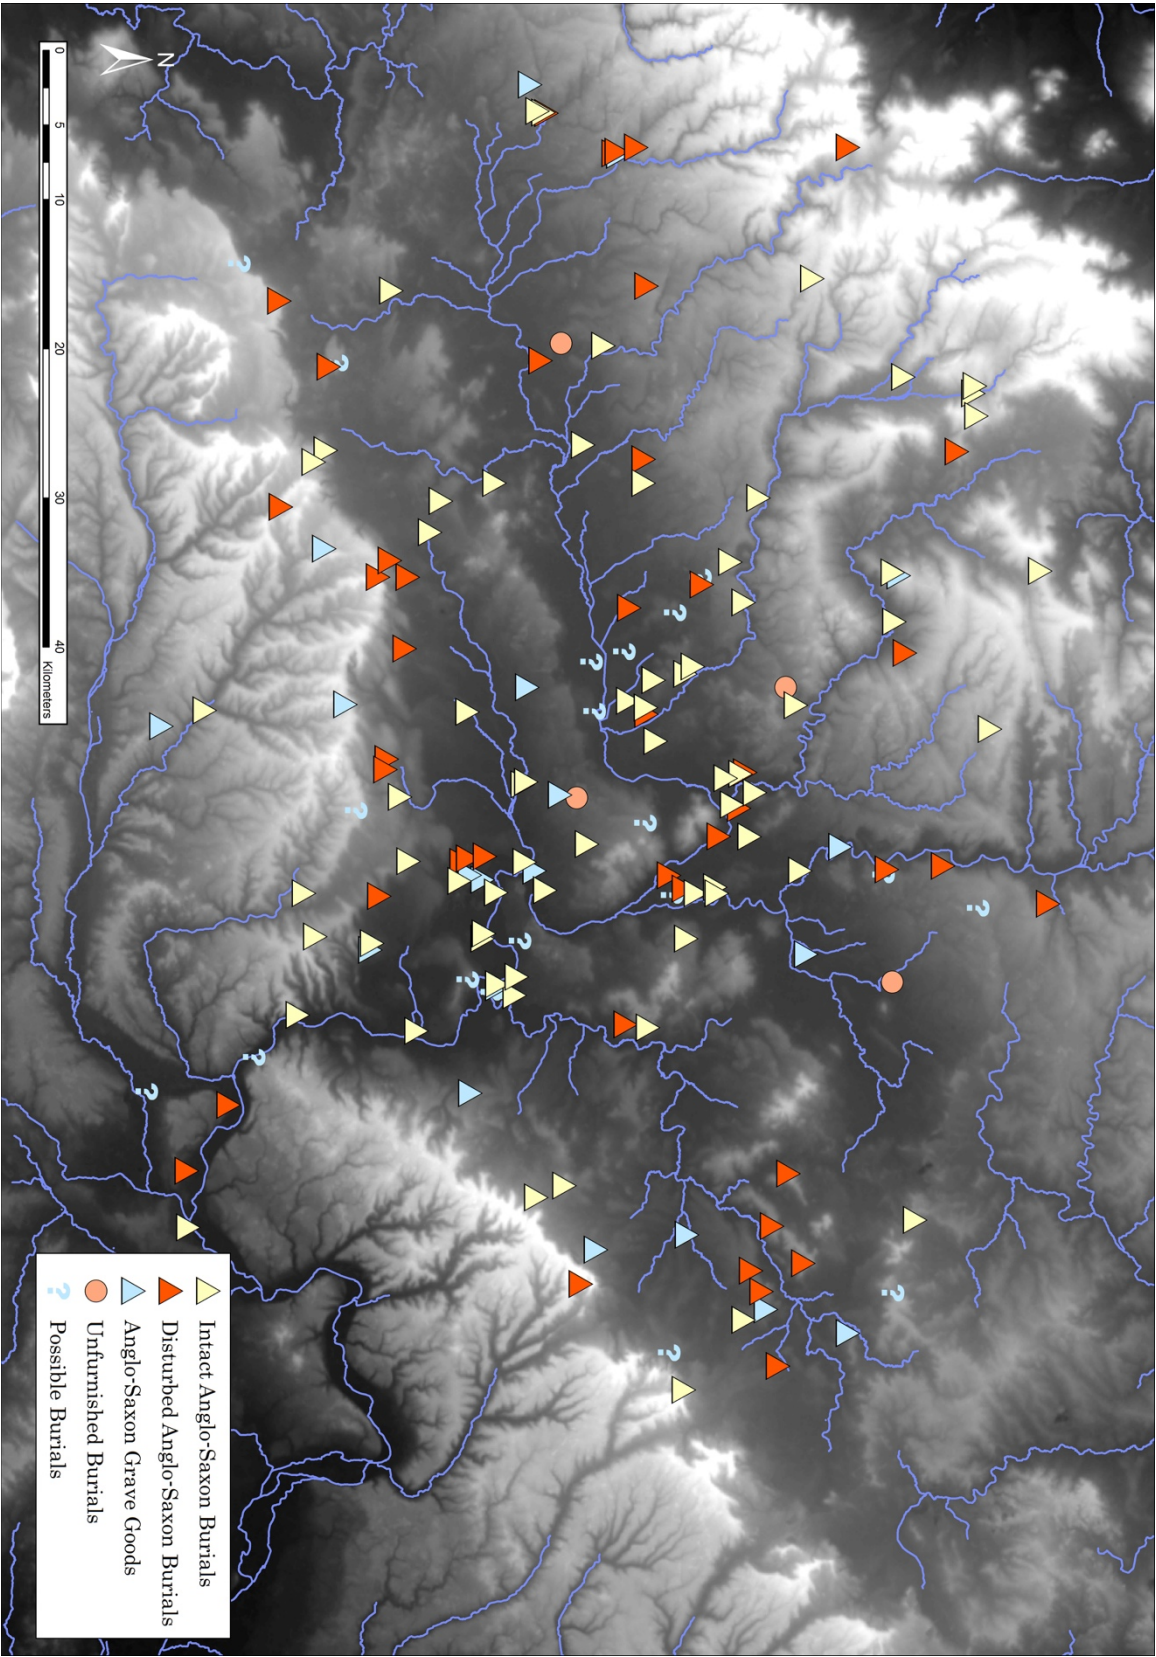 Intact Anglo-Saxon Burials
Disturbed Anglo-Saxon Burials
Anglo-Saxon Grave Goods
Unfurnished Burials
? Possible Burials
N
0 5 10 20 30 40
Kilometers